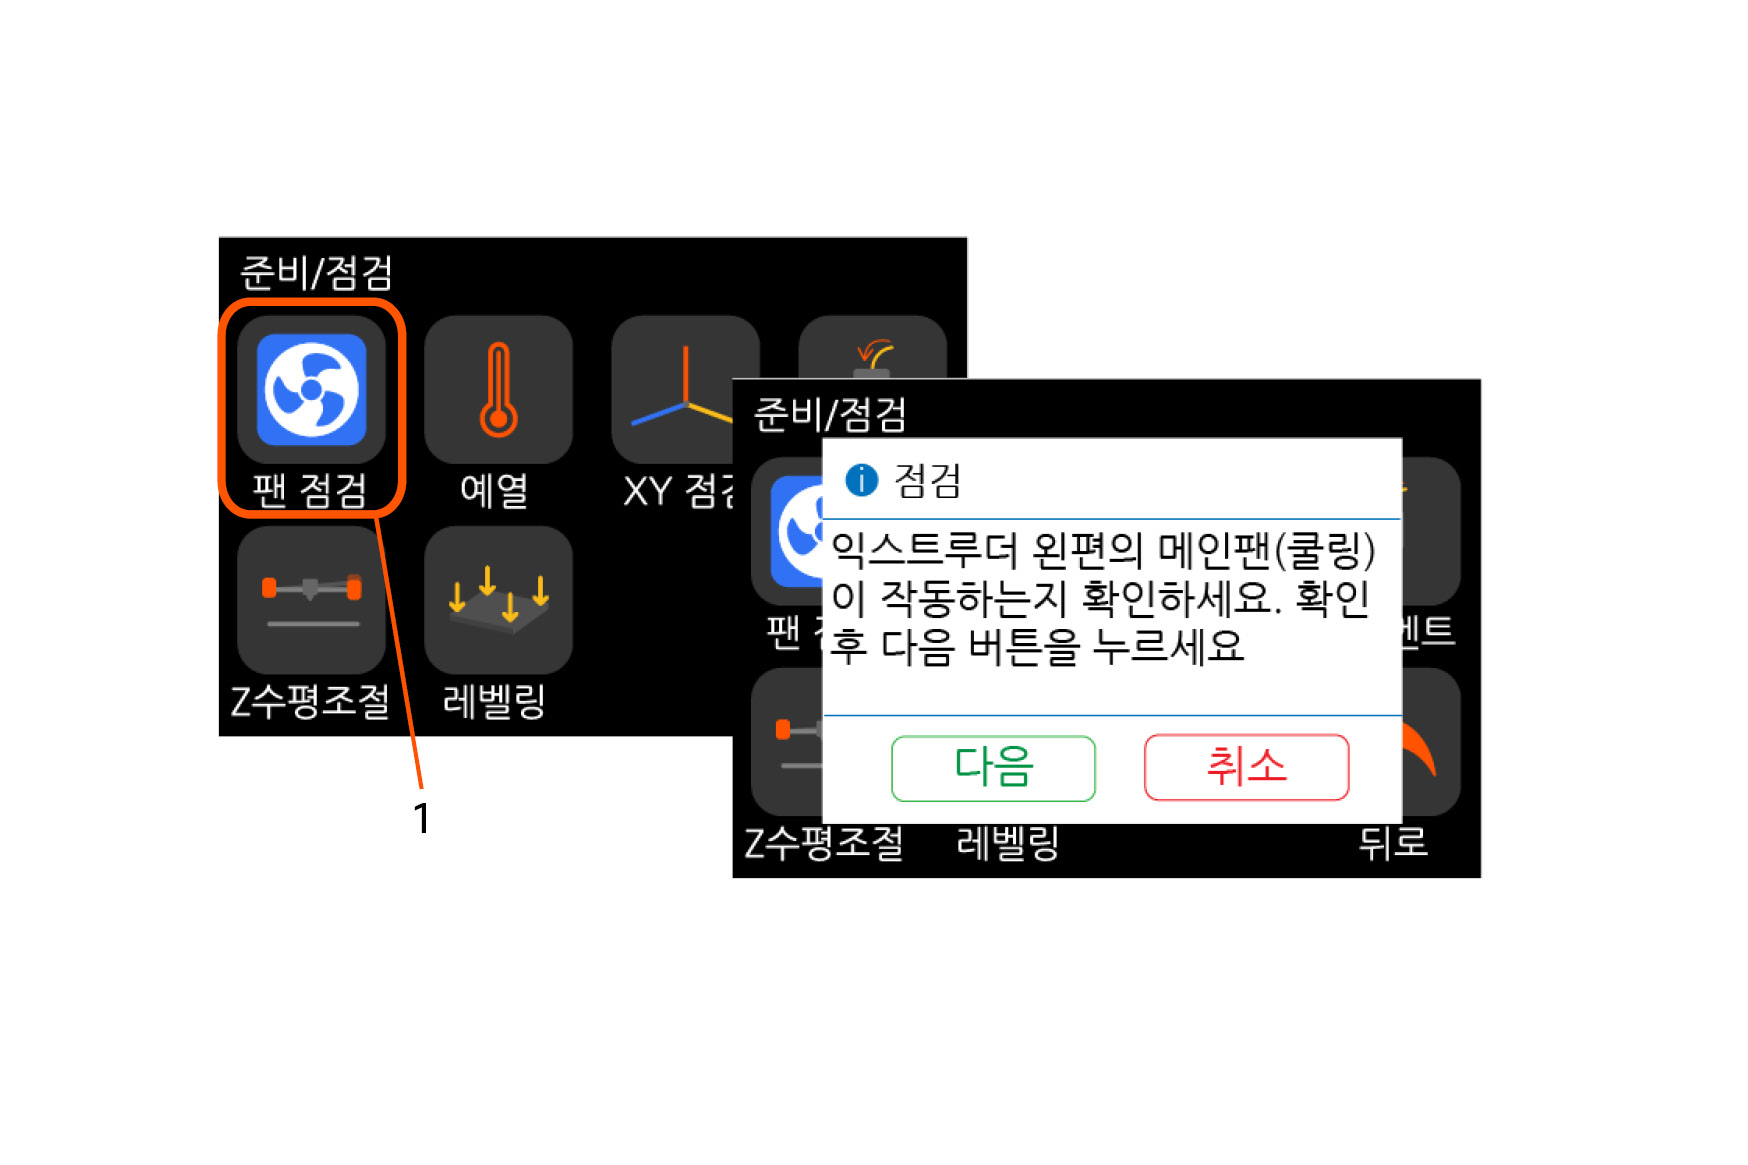 준비/점검
팬 점검
예열
XY 점검
Z수평조절
레벨링
1
준비/점검
점검
익스트루더 왼편의 메인팬(쿨링)
이 작동하는지 확인하세요. 확인
후 다음 버튼을 누르세요
다음
취소
팬
Z수평조절
레벨링
뒤로